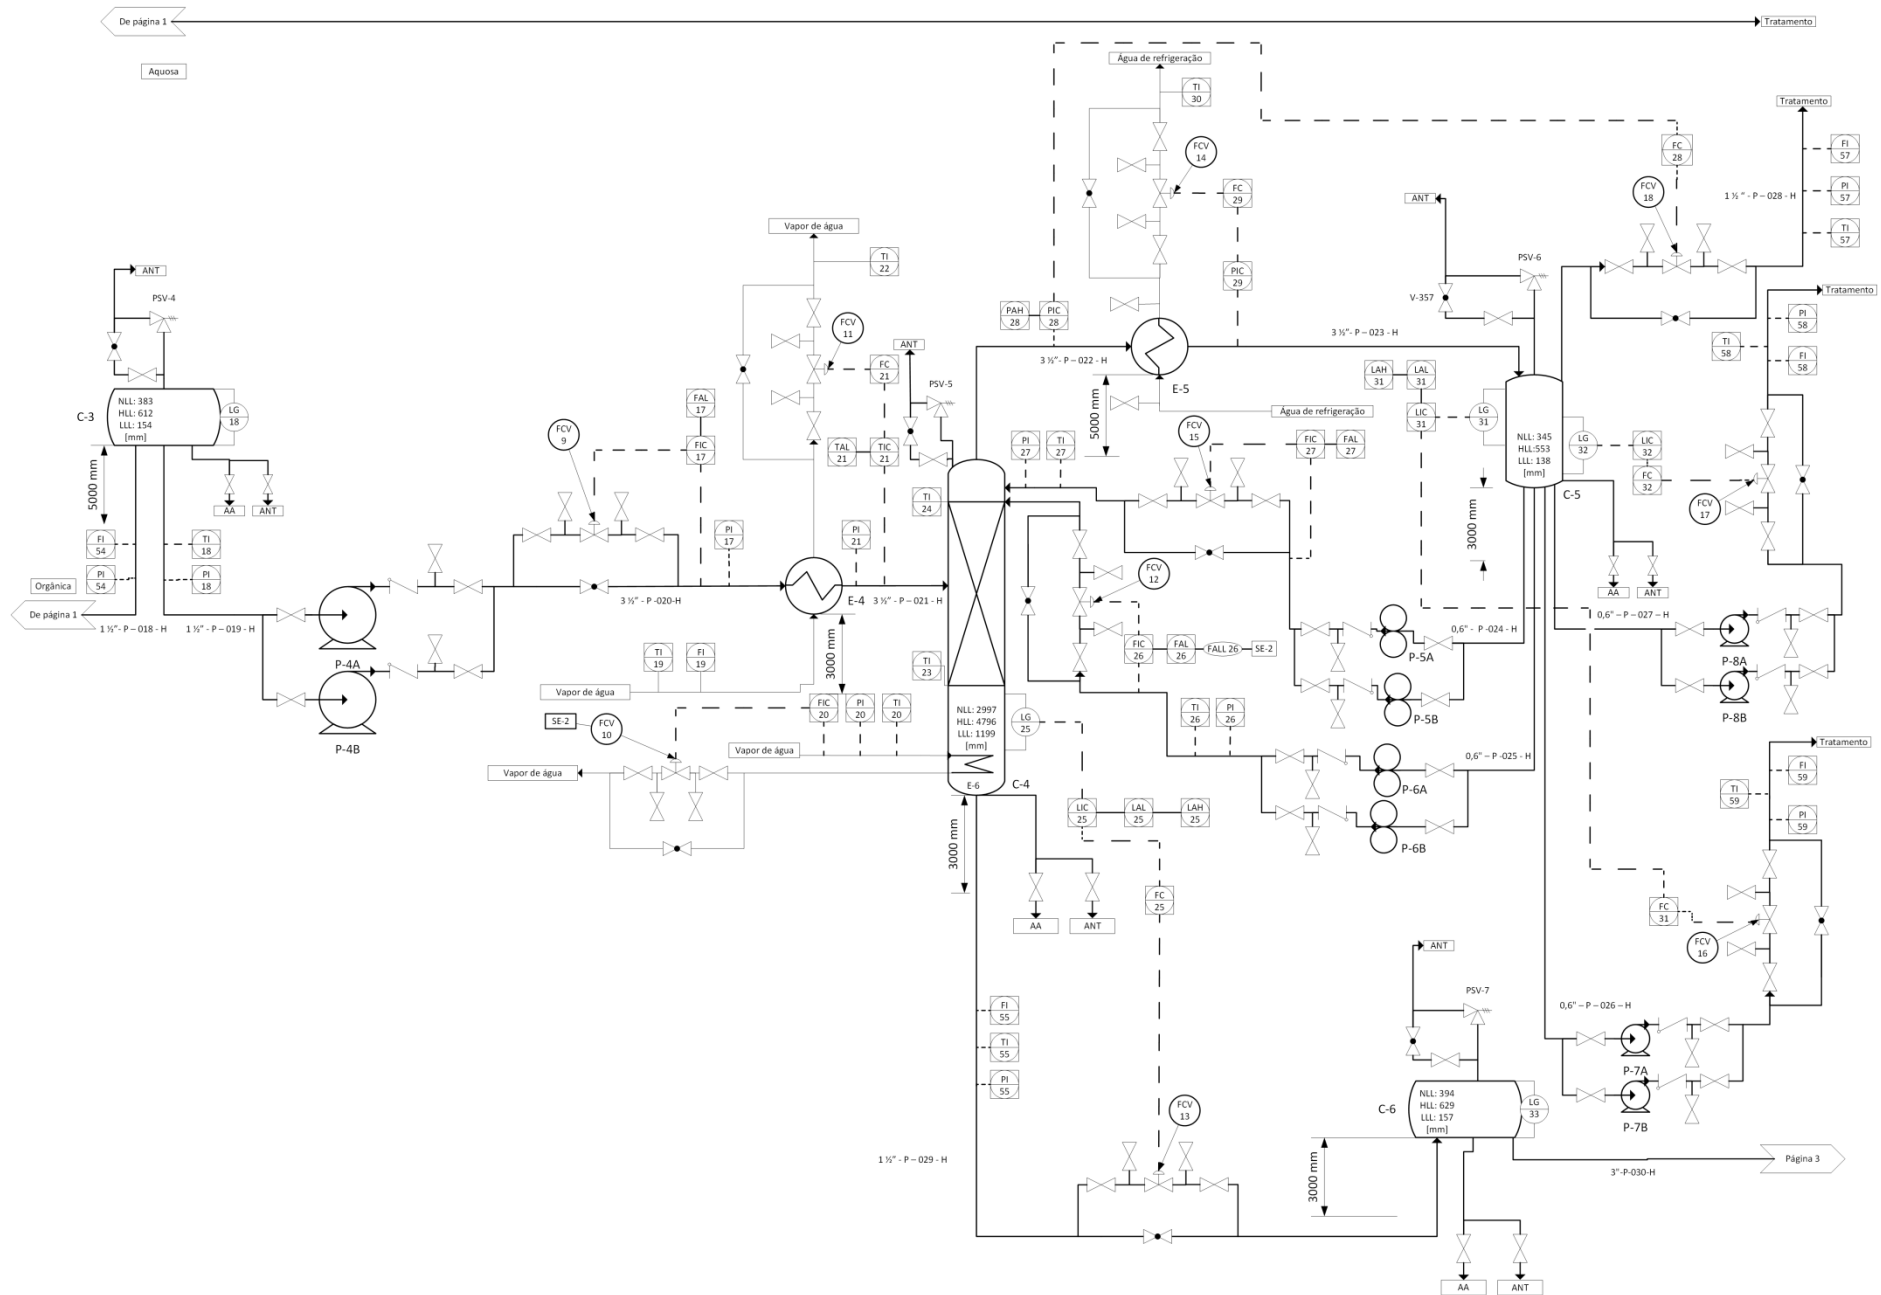 De página 1
Tratamento
Aquosa
Água de refrigeração
TI
30
FCV
14
FC
29
PIC
29
PAH
28
PIC
28
E-5
3 ½”- P – 022 - H
3 ½”- P – 023 - H
5000 mm
Água de refrigeração
FC
28
FCV
18
Tratamento
FI
57
PI
57
TI
57
1 ½ ” - P – 028 - H
ANT
PSV-6
V-357
Tratamento
PI
58
TI
58
FI
58
Vapor de água
TI
22
FCV
11
FC
21
TAL
21
TIC
21
ANT
PSV-5
ANT
PSV-4
C-3
NLL: 383
HLL: 612
LLL: 154
[mm]
LG
18
5000 mm
AA
ANT
FI
54
PI
54
TI
18
PI
18
Orgânica
De página 1
1 ½”- P – 018 - H
1 ½”- P – 019 - H
P-4A
P-4B
FCV
9
FAL
17
FIC
17
PI
17
3 ½”- P -020-H
E-4
PI
21
3 ½”- P – 021 - H
3000 mm
TI
19
FI
19
Vapor de água
SE-2
FCV
10
FIC
20
PI
20
TI
20
Vapor de água
Vapor de água
TI
24
TI
23
PI
27
TI
27
FCV
15
FIC
27
FAL
27
FCV
12
FIC
26
FAL
26
FALL 26
SE-2
NLL: 2997
HLL: 4796
LLL: 1199
[mm]
E-6
C-4
LG
25
3000 mm
AA
ANT
LIC
25
LAL
25
LAH
25
FC
25
TI
26
PI
26
P-5A
P-5B
0,6" - P -024 - H
P-6A
P-6B
0,6" – P -025 - H
LAH
31
LAL
31
LIC
31
LG
31
NLL: 345
HLL:553
LLL: 138
[mm]
C-5
LG
32
LIC
32
FC
32
FCV
17
3000 mm
AA
ANT
0,6" – P – 027 – H
P-8A
P-8B
Tratamento
FI
59
TI
59
PI
59
FC
31
FCV
16
0,6" – P – 026 – H
P-7A
P-7B
ANT
PSV-7
C-6
NLL: 394
HLL: 629
LLL: 157
[mm]
LG
33
3000 mm
AA
ANT
3"-P-030-H
Página 3
FI
55
TI
55
PI
55
1 ½” - P – 029 - H
FCV
13